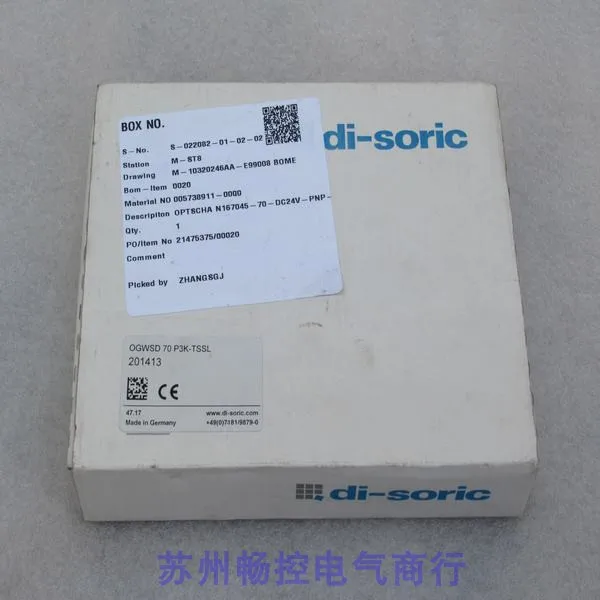 BOX NO.
S-No. S-022082-01-02-02
Station M-ST8
Drawing M-10320246AA-E99008 BOME
Bom-Item 0020
Material NO 005738911-0000
Descripiton OPTSCHA N167045-70-DC24V-PNP-
Qty. 1
PO/Item No 21475375/00020
Comment
Picked by ZHANGSGJ
di-soric
OGWSD 70 P3K-TSSL
201413
47.17 www.di-soric.com
Made in Germany +49(0)7181/9879-0
di-soric
苏州畅控电气商行